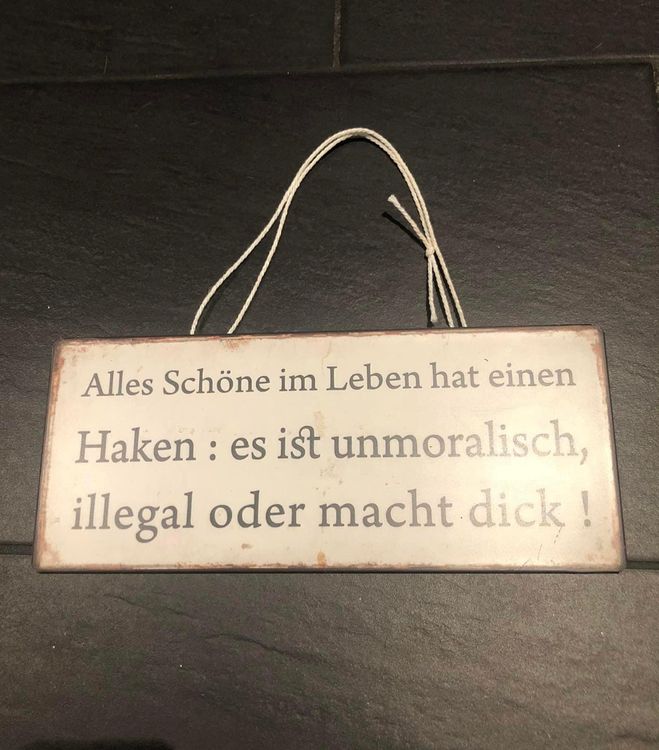 Alles Schöne im Leben hat einen
Haken : es ist unmoralisch,
illegal oder macht dick !